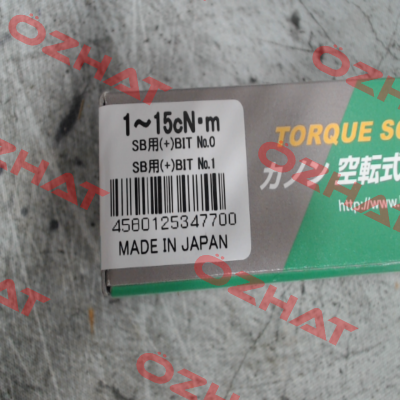 1～15cN・m
SB用(+)BIT No.0
SB用(+)BIT No.1
4580125347700
MADE IN JAPAN
TORQUE SC
カノン 空転式
http://www.
OZHAT
OZHAT
OZHAT
OZHAT
OZHAT
OZHAT